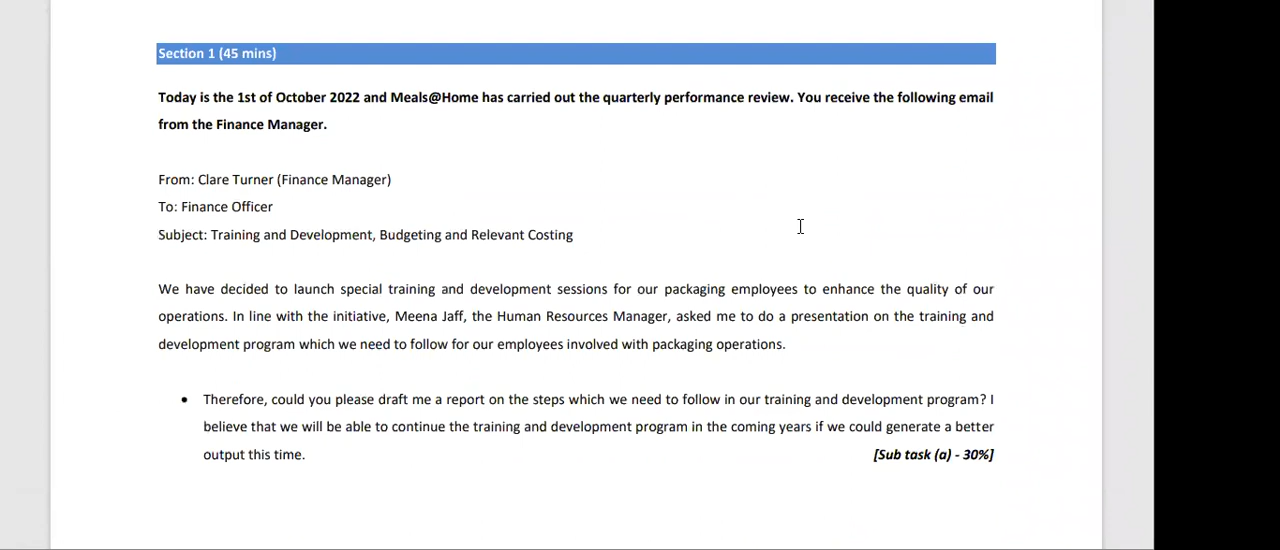 Section 1 (45 mins)
Today is the 1st of October 2022 and Meals@Home has carried out the quarterly performance review. You receive the following email
from the Finance Manager.
From: Clare Turner (Finance Manager)
To: Finance Officer
Subject: Training and Development, Budgeting and Relevant Costing
We have decided to launch special training and development sessions for our packaging employees to enhance the quality of our
operations. In line with the initiative, Meena Jaff, the Human Resources Manager, asked me to do a presentation on the training and
development program which we need to follow for our employees involved with packaging operations.
• Therefore, could you please draft me a report on the steps which we need to follow in our training and development program? I
believe that we will be able to continue the training and development program in the coming years if we could generate a better
output this time. [Sub task (a) - 30%]